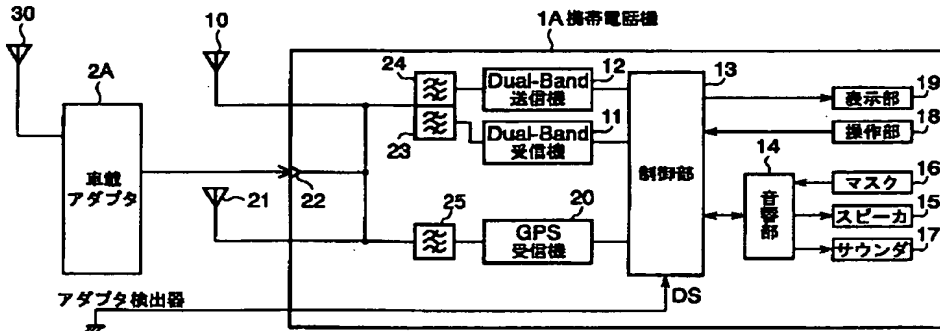 30
10
1A 携帯電話機
2A
24
12
13
19
Dual-Band
送信機
表示部
18
11
操作部
23
Dual-Band
受信機
14
16
車載
アダプタ
22
制御部
マスク
15
21
25
20
音響部
スピーカ
17
GPS
受信機
サウンダ
アダプタ検出器
DS